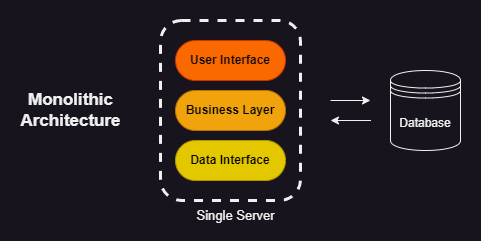 Monolithic
Architecture
User Interface
Business Layer
Data Interface
Single Server
Database